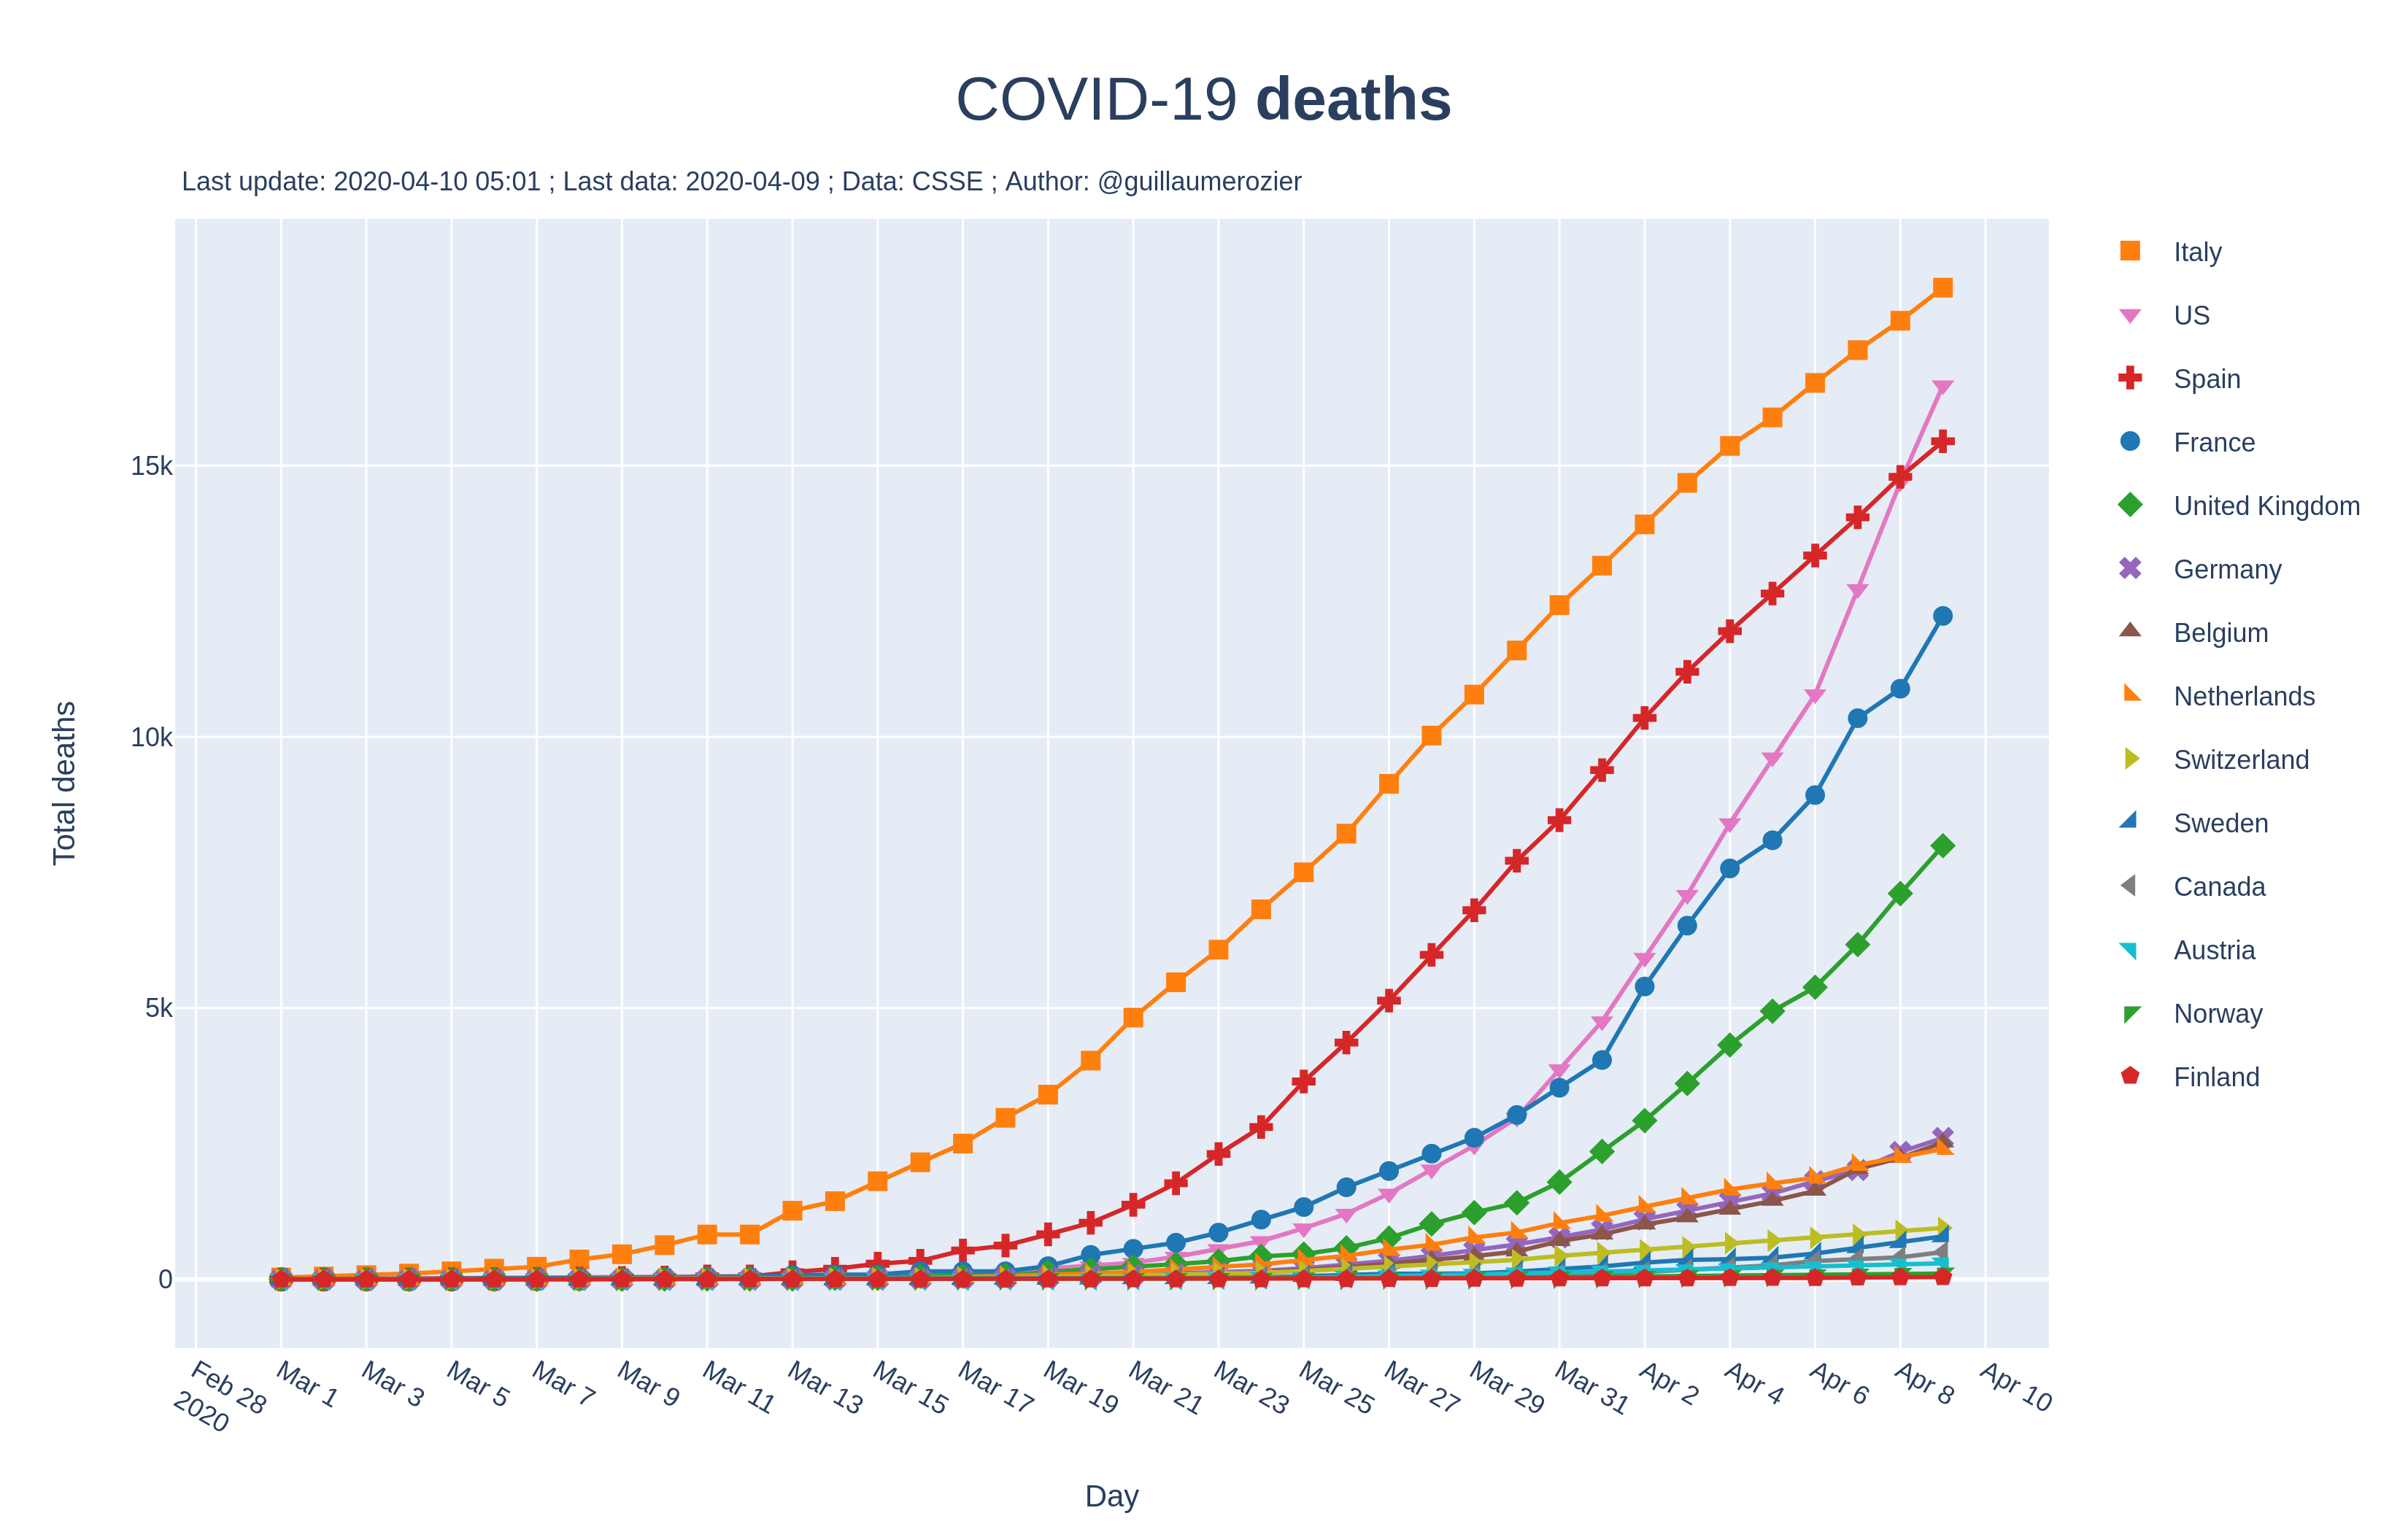 COVID-19 deaths
Last update: 2020-04-10 05:01 ; Last data: 2020-04-09 ; Data: CSSE ; Author: @guillaumerozier
Italy
US
Spain
France
United Kingdom
Germany
Belgium
Netherlands
Switzerland
Sweden
Canada
Austria
Norway
Finland
Total deaths
15k
10k
5k
0
Feb 28
2020
Mar 1
Mar 3
Mar 5
Mar 7
Mar 9
Mar 11
Mar 13
Mar 15
Mar 17
Mar 19
Mar 21
Mar 23
Mar 25
Mar 27
Mar 29
Mar 31
Apr 2
Apr 4
Apr 6
Apr 8
Apr 10
Day